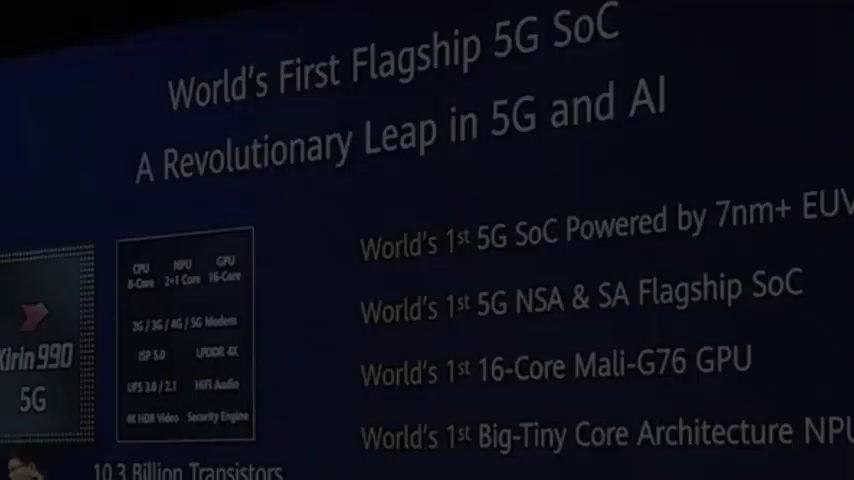 World's First Flagship 5G SoC
A Revolutionary Leap in 5G and AI
World's 1st 5G SoC Powered by 7nm+ EUV
World's 1st 5G NSA & SA Flagship SoC
World's 1st 16-Core Mali-G76 GPU
World's 1st Big-Tiny Core Architecture NPU
CPU NPU GPU
8-Core 2+1 Core 16-Core
2G / 3G / 4G / 5G Modem
ISP 5.0 LPDDR 4X
UFS 3.0 / 2.1 HiFi Audio
4K HDR Video Security Engine
Kirin 990
5G
10.3 Billion Transistors